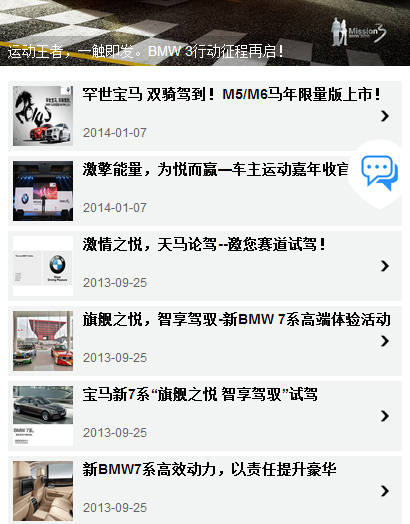 Mission 3
运动王者，一触即发。BMW 3行动征程再启！
罕世宝马 双骑驾到！M5/M6马年限量版上市！
2014-01-07
激擎能量，为悦而赢—车主运动嘉年收官
2014-01-07
激情之悦，天马论驾--邀您赛道试驾！
2013-09-25
旗舰之悦，智享驾驭-新BMW 7系高端体验活动
2013-09-25
宝马新7系“旗舰之悦 智享驾驭”试驾
BMW 7系。
2013-09-25
新BMW7系高效动力，以责任提升豪华
2013-09-25